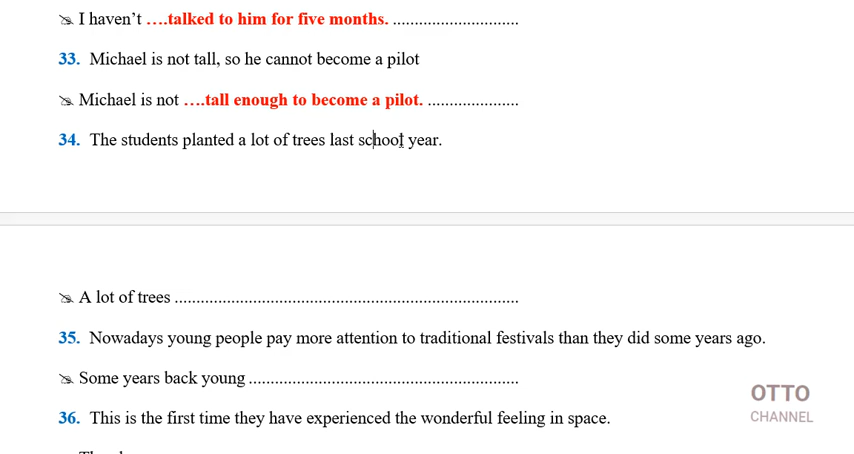 I haven't ….talked to him for five months. .............................
33. Michael is not tall, so he cannot become a pilot
Michael is not ….tall enough to become a pilot. .....................
34. The students planted a lot of trees last school year.
A lot of trees ...............................................................................
35. Nowadays young people pay more attention to traditional festivals than they did some years ago.
Some years back young ..............................................................
OTTO
CHANNEL
36. This is the first time they have experienced the wonderful feeling in space.